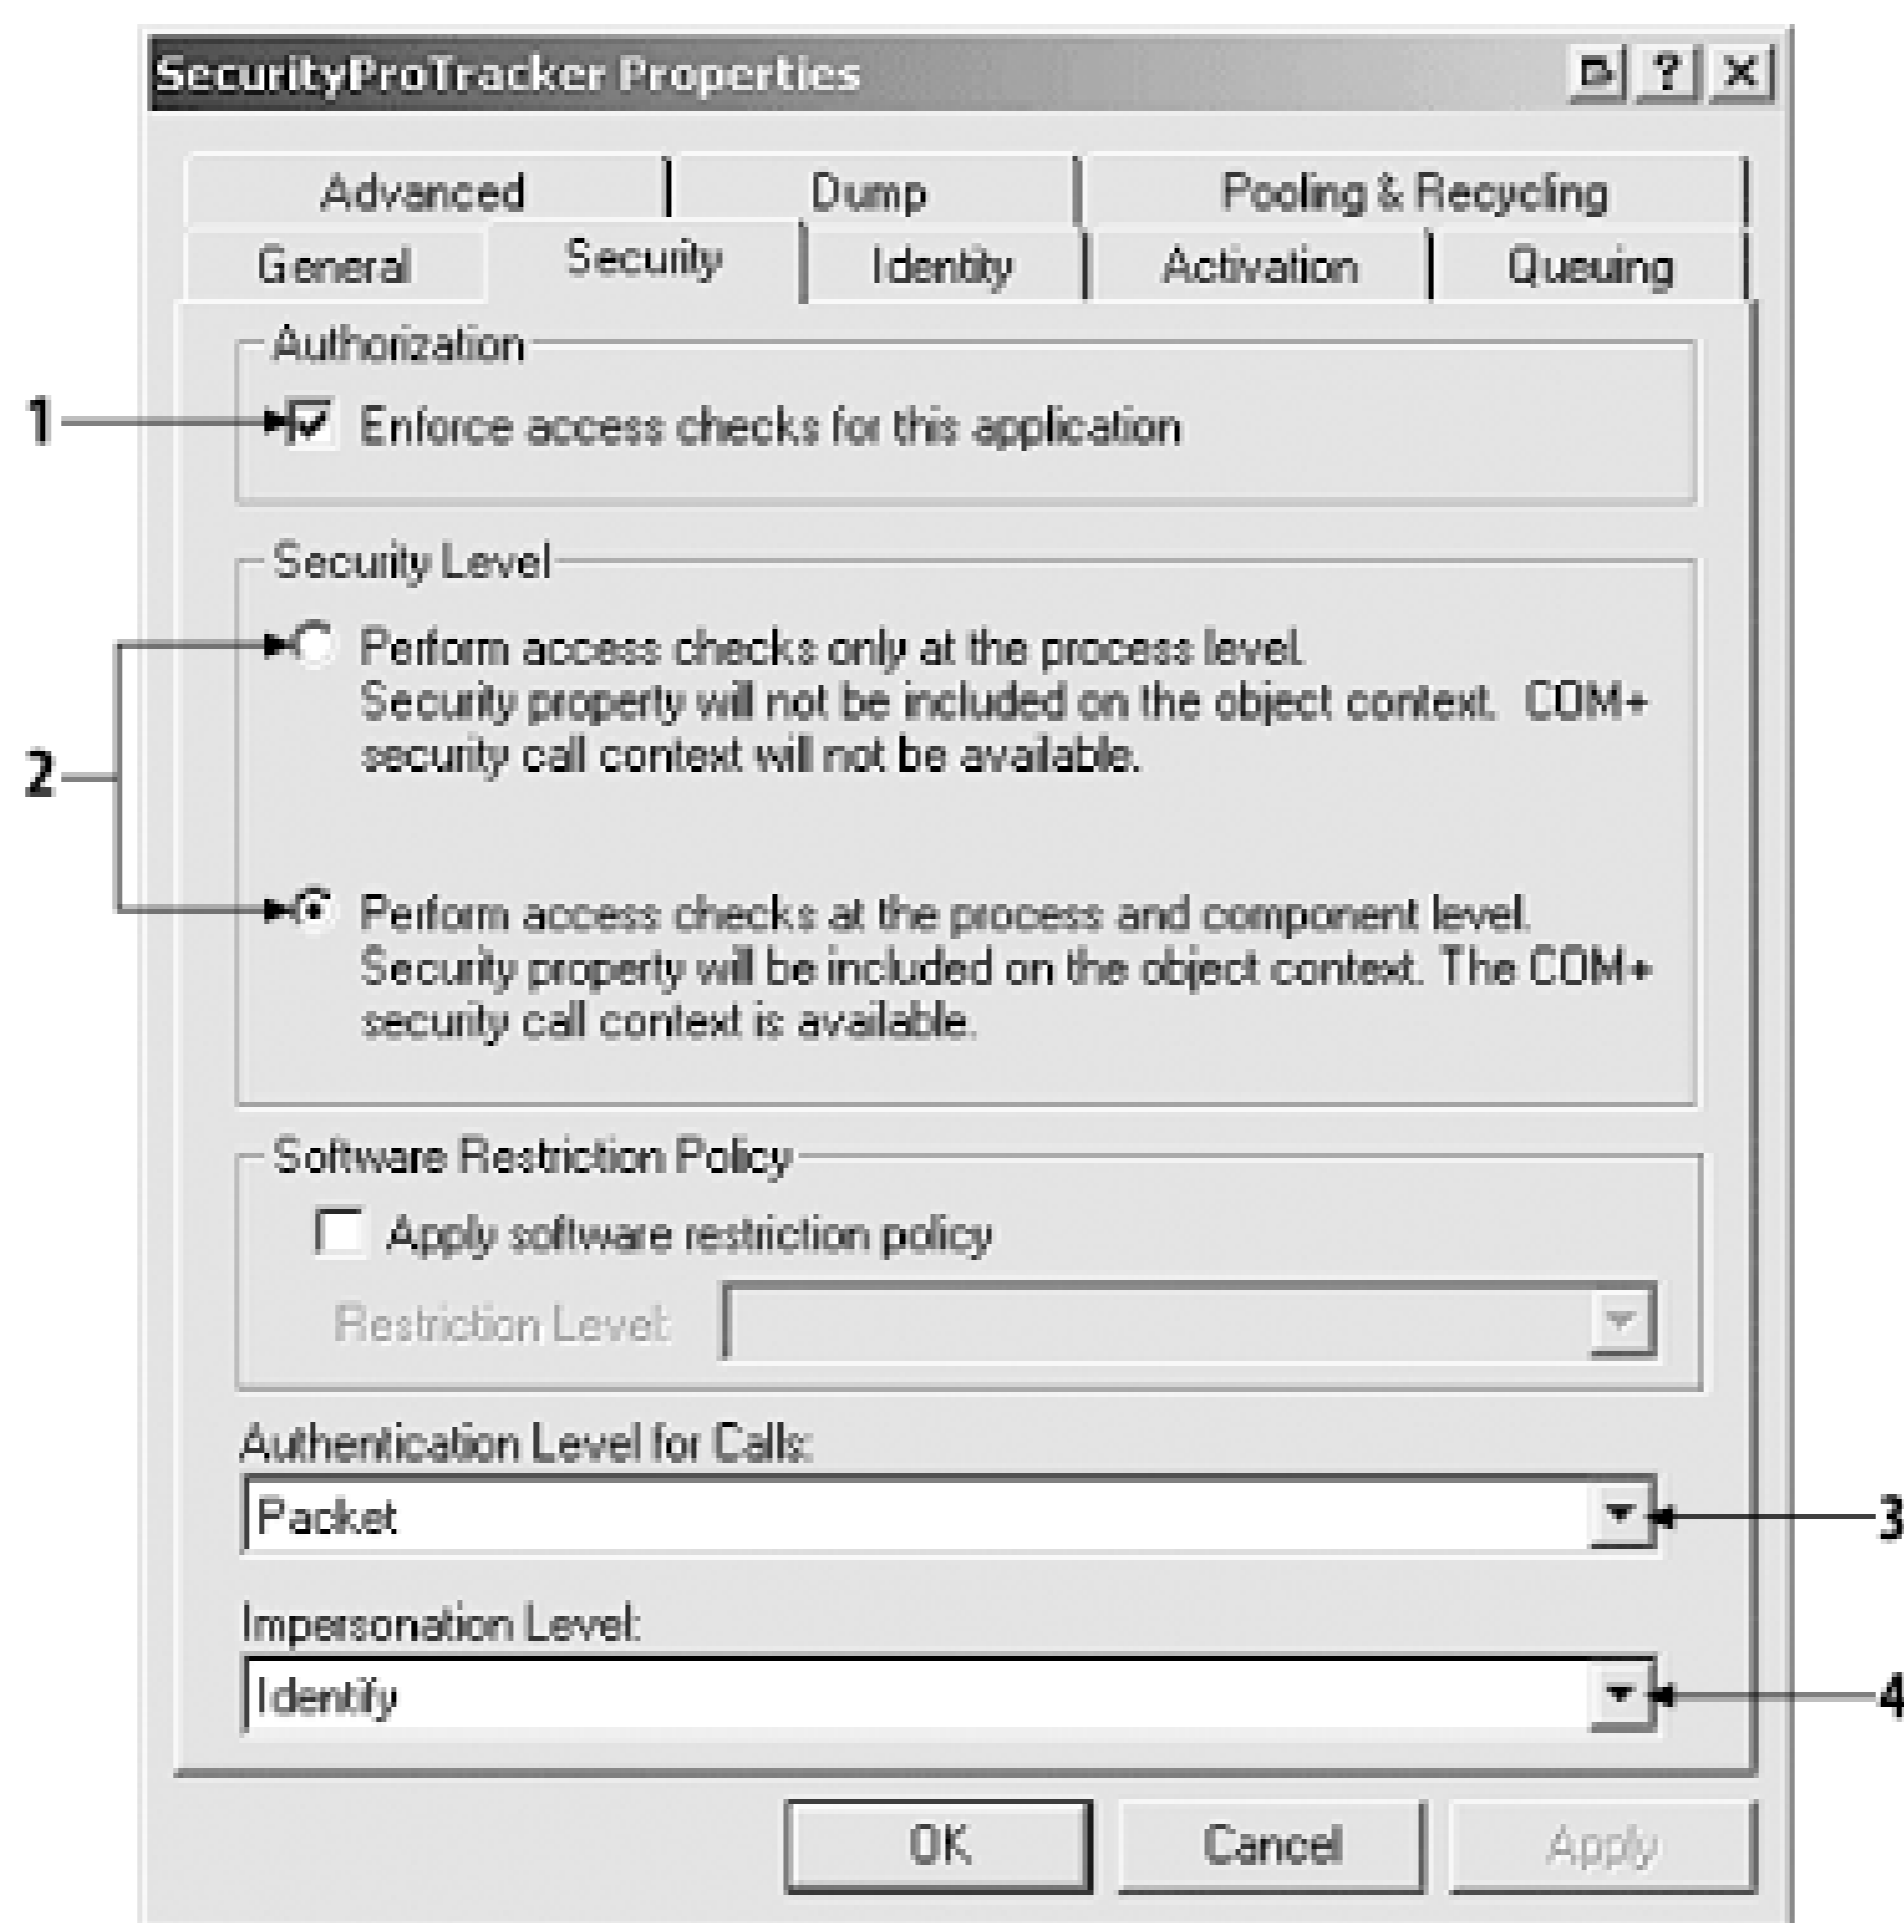 SecurityProTracker Properties
Advanced
Dump
Pooling & Recycling
General
Security
Identity
Activation
Queuing
Authorization
1
Enforce access checks for this application
Security Level
2
Perform access checks only at the process level.
Security property will not be included on the object context. COM+
security call context will not be available.
Perform access checks at the process and component level.
Security property will be included on the object context. The COM+
security call context is available.
Software Restriction Policy
Apply software restriction policy
Restriction Level:
Authentication Level for Calls:
Packet
3
Impersonation Level:
Identify
4
OK
Cancel
Apply